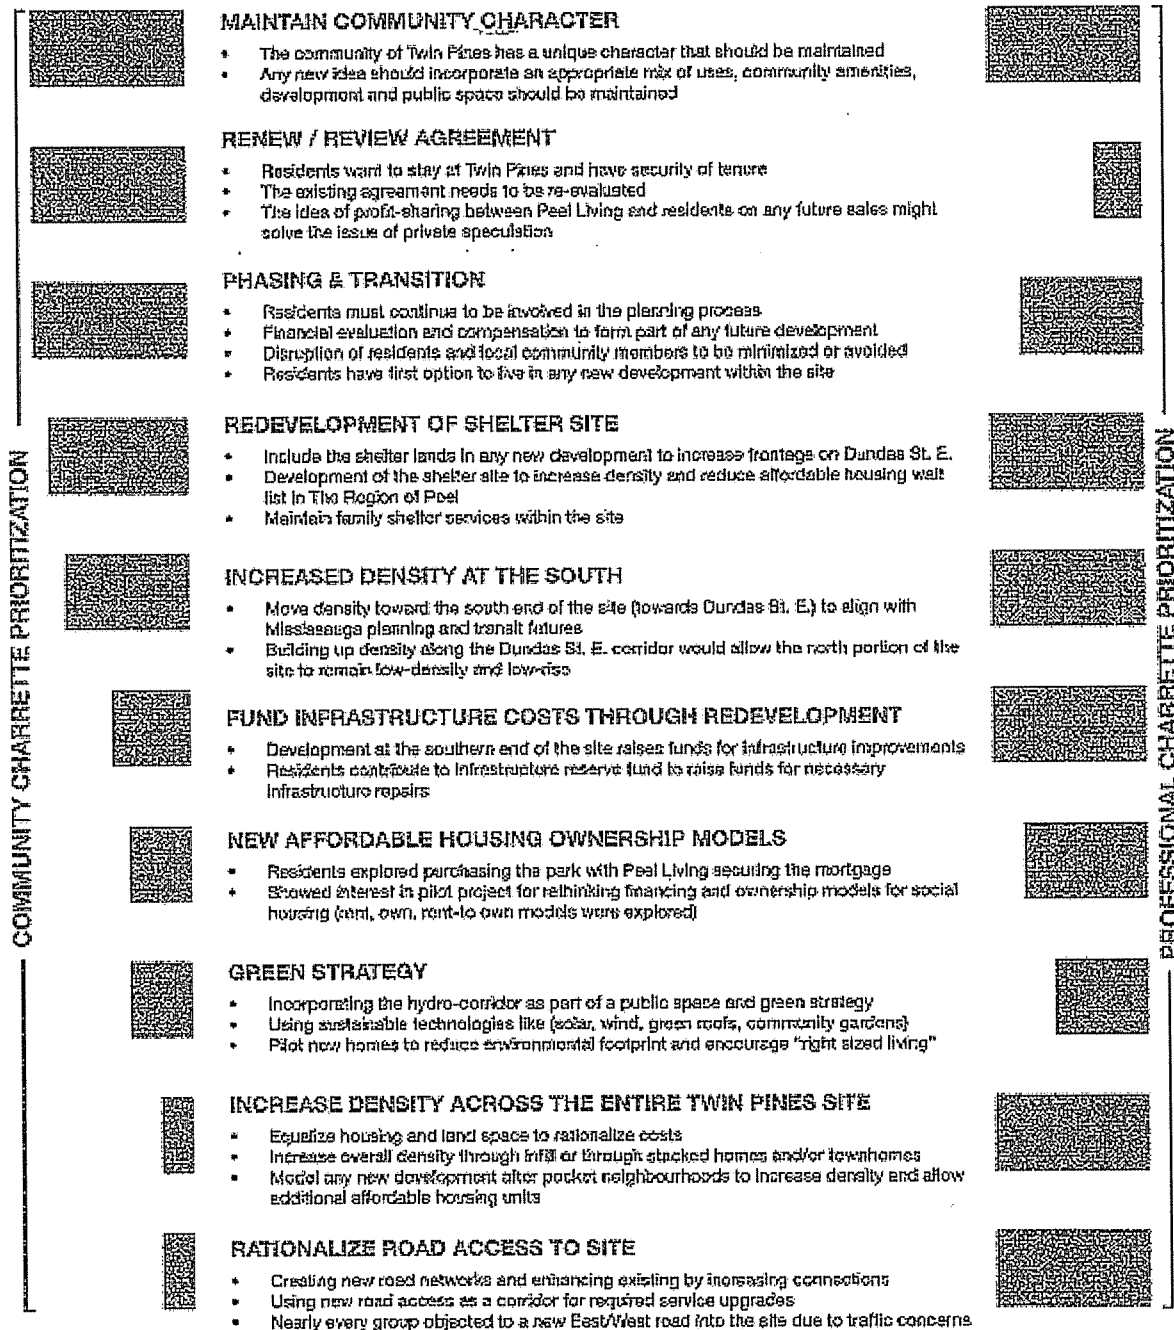 MAINTAIN COMMUNITY CHARACTER
• The community of Twin Pines has a unique character that should be maintained
• Any new idea should incorporate an appropriate mix of uses, community amenities,
development and public space should be maintained
RENEW / REVIEW AGREEMENT
• Residents want to stay at Twin Pines and have security of tenure
• The existing agreement needs to be re-evaluated
• The idea of profit-sharing between Peel Living and residents on any future sales might
solve the issue of private speculation
PHASING & TRANSITION
• Residents must continue to be involved in the planning process
• Financial evaluation and compensation to form part of any future development
• Disruption of residents and local community members to be minimized or avoided
• Residents have first option to live in any new development within the site
REDEVELOPMENT OF SHELTER SITE
• Include the shelter lands in any new development to increase frontage on Dundas St. E.
• Development of the shelter site to increase density and reduce affordable housing wait
list in The Region of Peel
• Maintain family shelter services within the site
INCREASED DENSITY AT THE SOUTH
• Move density toward the south end of the site (towards Dundas St. E.) to align with
Mississauga planning and transit futures
• Building up density along the Dundas St. E. corridor would allow the north portion of the
site to remain low-density and low-rise
FUND INFRASTRUCTURE COSTS THROUGH REDEVELOPMENT
• Development at the southern end of the site raises funds for infrastructure improvements
• Residents contribute to infrastructure reserve fund to raise funds for necessary
infrastructure repairs
NEW AFFORDABLE HOUSING OWNERSHIP MODELS
• Residents explored purchasing the park with Peel Living securing the mortgage
• Showed interest in pilot project for rethinking financing and ownership models for social
housing (rent, own, rent-to own models were explored)
GREEN STRATEGY
• Incorporating the hydro-corridor as part of a public space and green strategy
• Using sustainable technologies like (solar, wind, green roofs, community gardens)
• Pilot new homes to reduce environmental footprint and encourage "right sized living"
INCREASE DENSITY ACROSS THE ENTIRE TWIN PINES SITE
• Equalize housing and land space to rationalize costs
• Increase overall density through infill or through stacked homes and/or townhomes
• Model any new development after pocket neighbourhoods to increase density and allow
additional affordable housing units
RATIONALIZE ROAD ACCESS TO SITE
• Creating new road networks and enhancing existing by increasing connections
• Using new road access as a corridor for required service upgrades
• Nearly every group objected to a new East/West road into the site due to traffic concerns
COMMUNITY CHARRETTE PRIORITIZATION
PROFESSIONAL CHARRETTE PRIORITIZATION